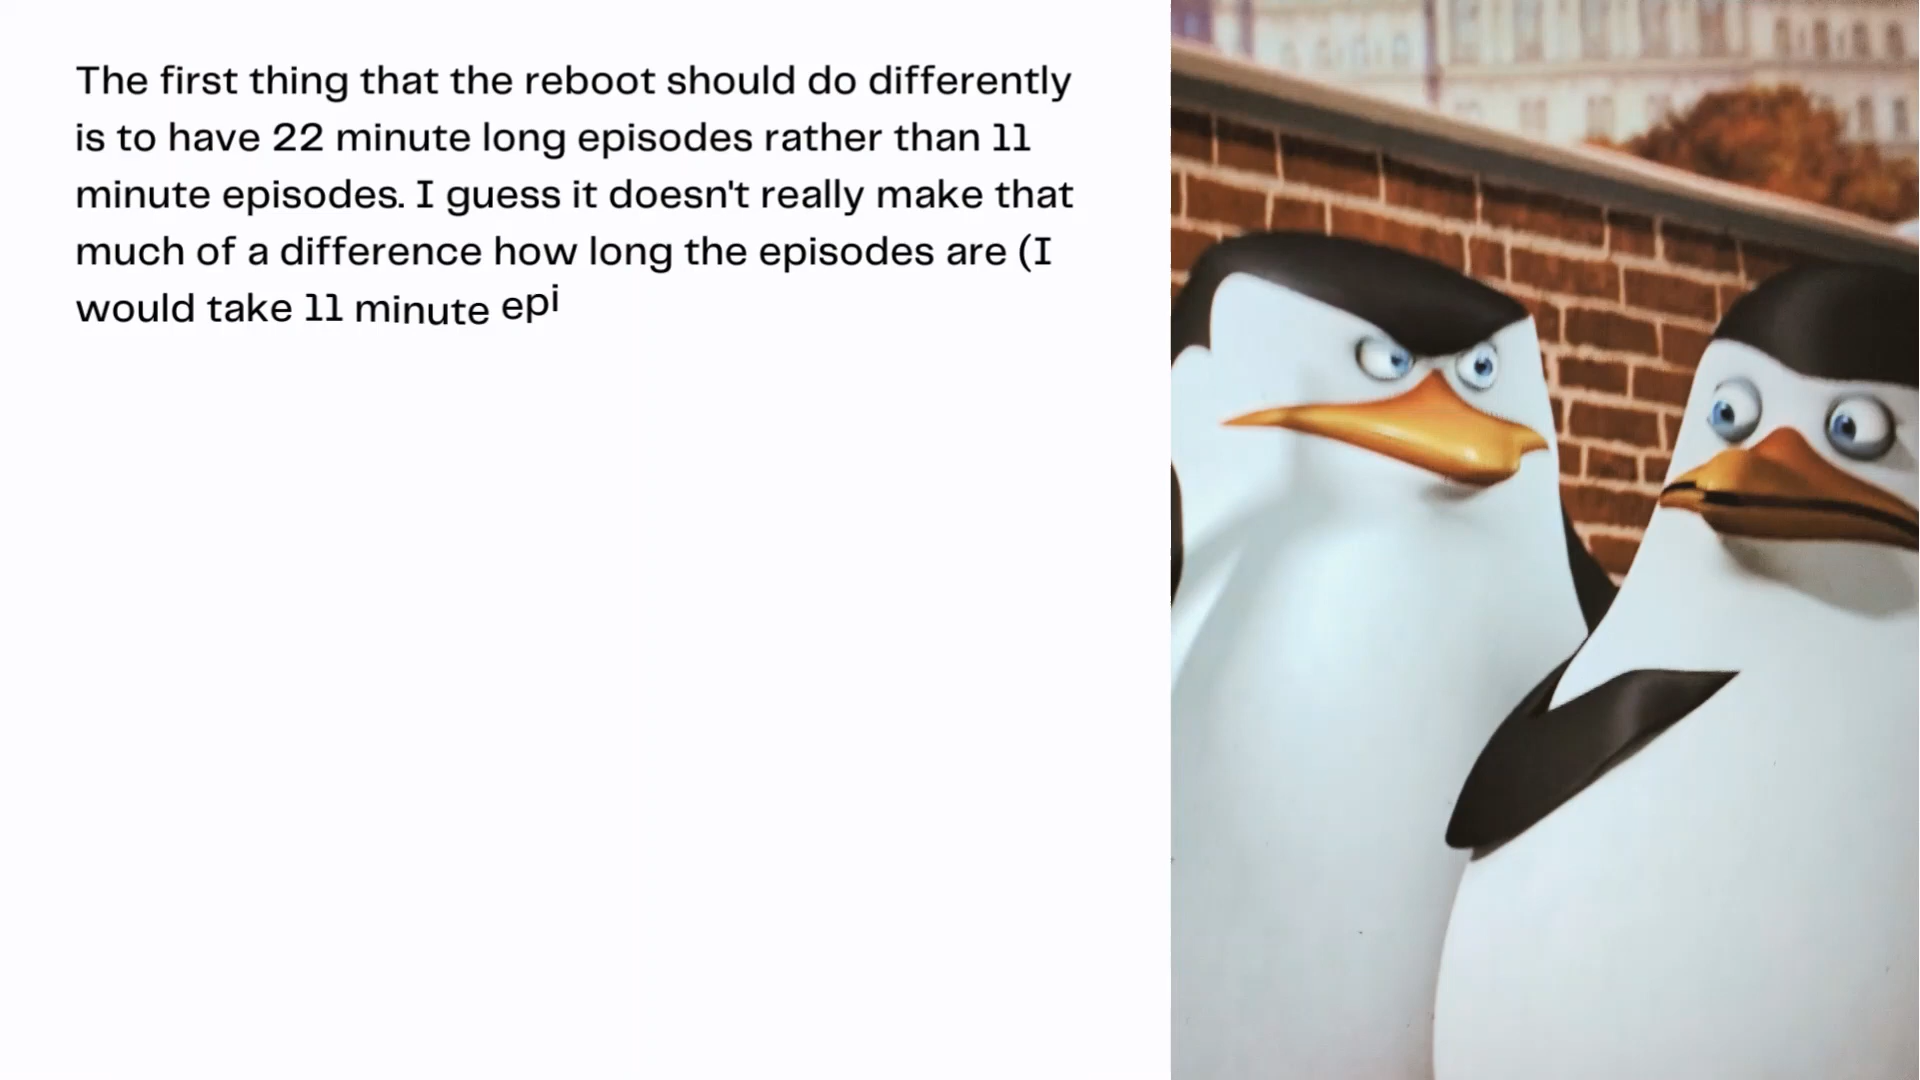 The first thing that the reboot should do differently
is to have 22 minute long episodes rather than 11
minute episodes. I guess it doesn't really make that
much of a difference how long the episodes are (I
would take 11 minute epi